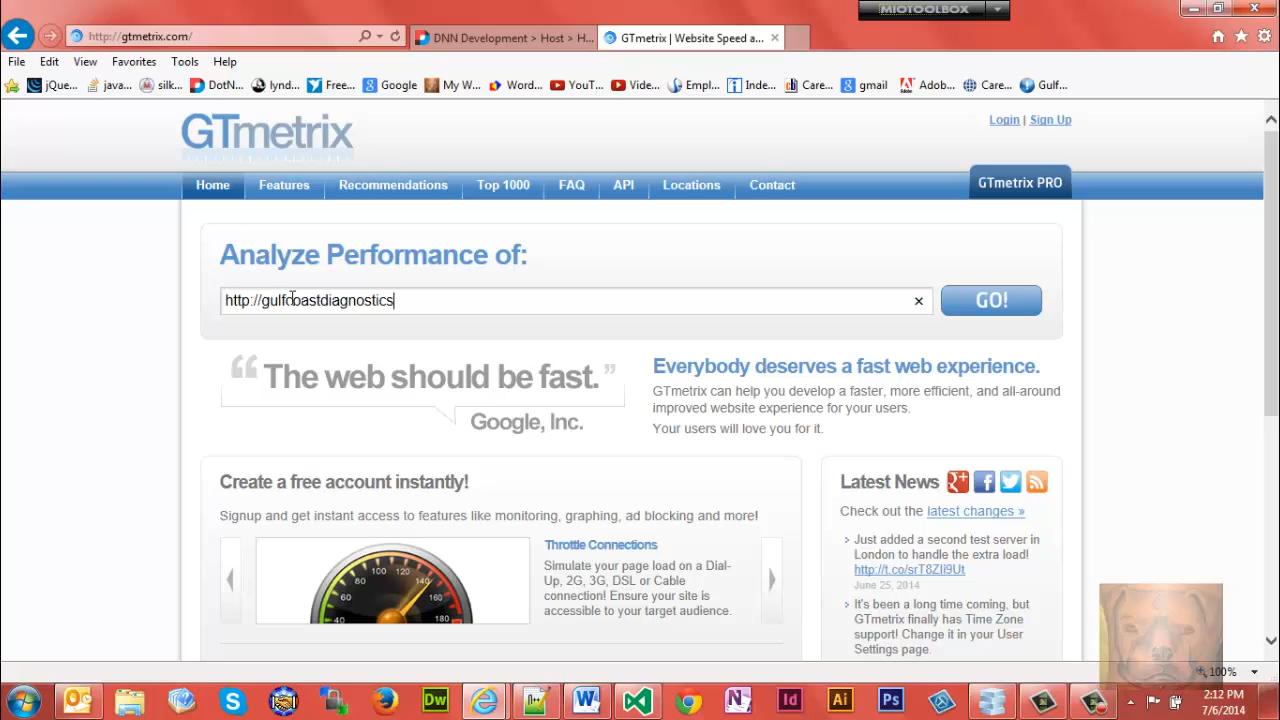 MIOTOOLBOX
http://gtmetrix.com/
DNN Development > Host > H...
GTmetrix | Website Speed a...
File Edit View Favorites Tools Help
jQue... java... silk... DotN... lynd... Free... Google My W... Word... YouT... Vide... Empl... Inde... Care... gmail Adob... Care... Gulf...
GTmetrix
Login | Sign Up
Home Features Recommendations Top 1000 FAQ API Locations Contact
GTmetrix PRO
Analyze Performance of:
http://gulfcoastdiagnostics
GO!
“The web should be fast.”
Google, Inc.
Everybody deserves a fast web experience.
GTmetrix can help you develop a faster, more efficient, and all-around
improved website experience for your users.
Your users will love you for it.
Create a free account instantly!
Signup and get instant access to features like monitoring, graphing, ad blocking and more!
40 60 80 100 120 140 160 180
Throttle Connections
Simulate your page load on a Dial-
Up, 2G, 3G, DSL or Cable
connection! Ensure your site is
accessible to your target audience.
Latest News
Check out the latest changes »
Just added a second test server in
London to handle the extra load!
http://t.co/srT8Zli9Ut
June 25, 2014
It's been a long time coming, but
GTmetrix finally has Time Zone
support! Change it in your User
Settings page.
100%
2:12 PM
7/6/2014